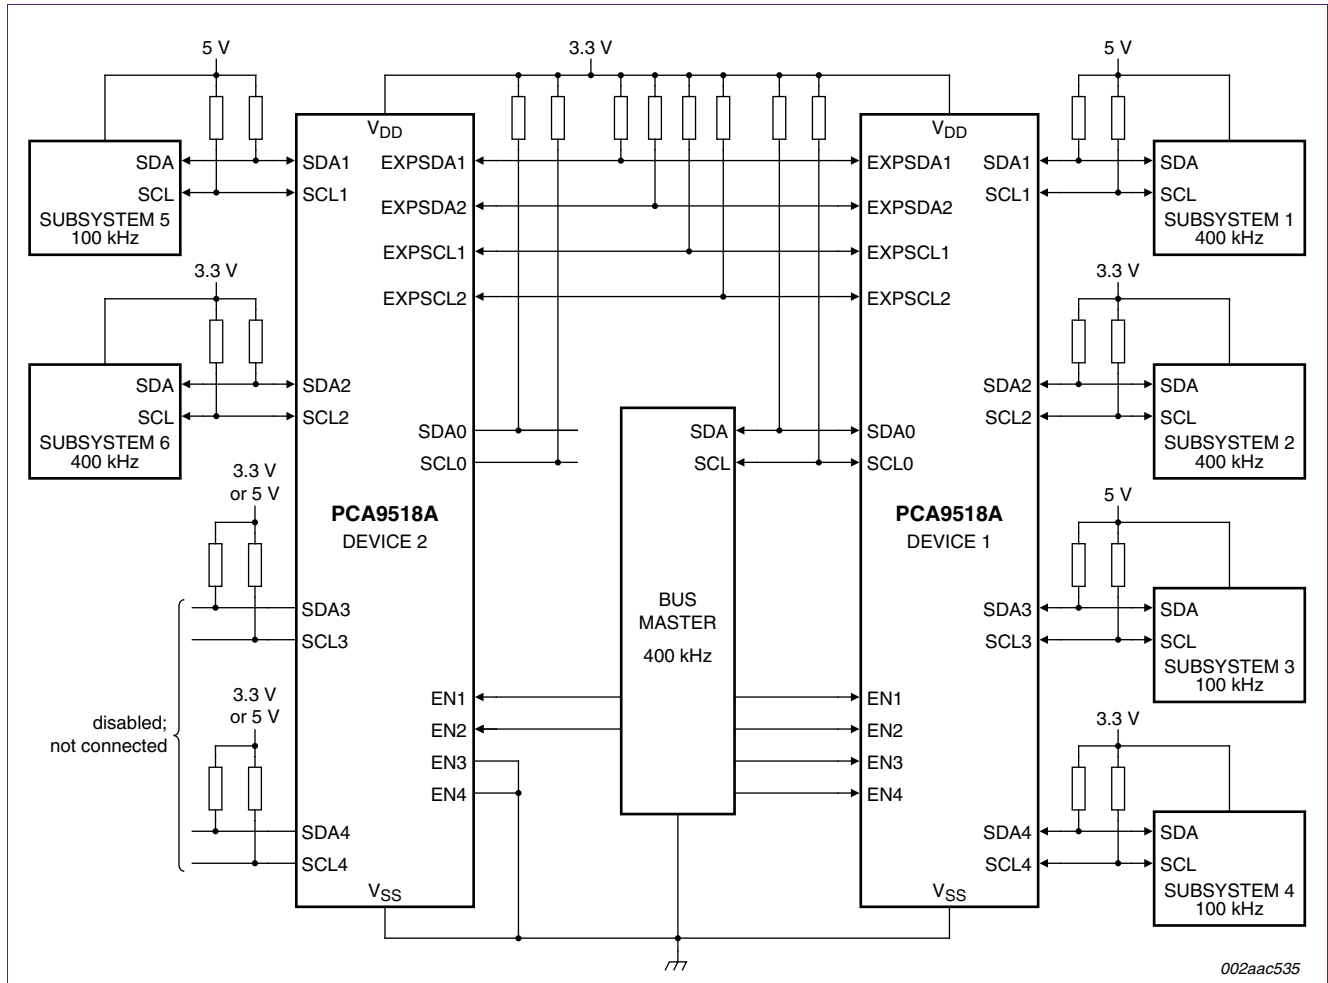 5 V
3.3 V
5 V
SDA
SCL
SUBSYSTEM 5
100 kHz
3.3 V
SDA
SCL
SUBSYSTEM 6
400 kHz
3.3 V
or 5 V
3.3 V
or 5 V
disabled;
not connected
VDD
SDA1
SCL1
EXPSDA1
EXPSDA2
EXPSCL1
EXPSCL2
SDA2
SCL2
SDA0
SCL0
PCA9518A
DEVICE 2
SDA3
SCL3
EN1
EN2
EN3
EN4
SDA4
SCL4
VSS
SDA
SCL
BUS
MASTER
400 kHz
VDD
EXPSDA1
SDA1
SCL1
EXPSDA2
EXPSCL1
EXPSCL2
SDA2
SCL2
SDA0
SCL0
PCA9518A
DEVICE 1
SDA3
SCL3
EN1
EN2
EN3
EN4
SDA4
SCL4
VSS
SDA
SCL
SUBSYSTEM 1
400 kHz
3.3 V
SDA
SCL
SUBSYSTEM 2
400 kHz
5 V
SDA
SCL
SUBSYSTEM 3
100 kHz
3.3 V
SDA
SCL
SUBSYSTEM 4
100 kHz
002aac535